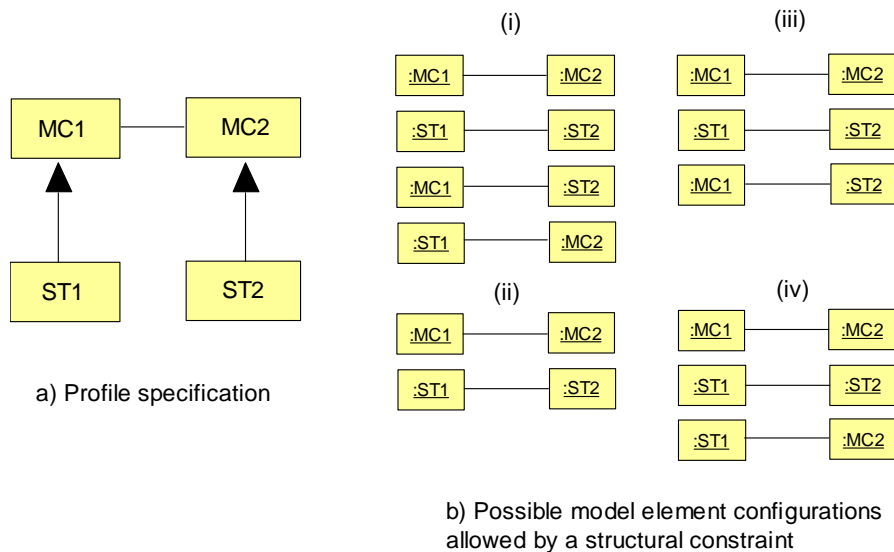 MC1
MC2
ST1
ST2
a) Profile specification
(i)
:MC1 :MC2
:ST1 :ST2
:MC1 :ST2
:ST1 :MC2
(ii)
:MC1 :MC2
:ST1 :ST2
(iii)
:MC1 :MC2
:ST1 :ST2
:MC1 :ST2
(iv)
:MC1 :MC2
:ST1 :ST2
:ST1 :MC2
b) Possible model element configurations
allowed by a structural constraint